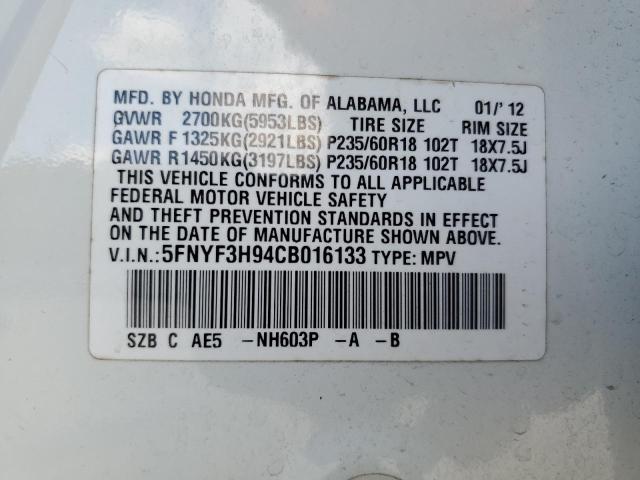 MFD. BY HONDA MFG. OF ALABAMA, LLC 01/'12
GVWR 2700KG(5953LBS) TIRE SIZE RIM SIZE
GAWR F 1325KG(2921LBS) P235/60R18 102T 18X7.5J
GAWR R 1450KG(3197LBS) P235/60R18 102T 18X7.5J
THIS VEHICLE CONFORMS TO ALL APPLICABLE
FEDERAL MOTOR VEHICLE SAFETY
AND THEFT PREVENTION STANDARDS IN EFFECT
ON THE DATE OF MANUFACTURE SHOWN ABOVE.
V.I.N.: 5FNYF3H94CB016133 TYPE: MPV
SZB C AE5 -NH603P -A -B